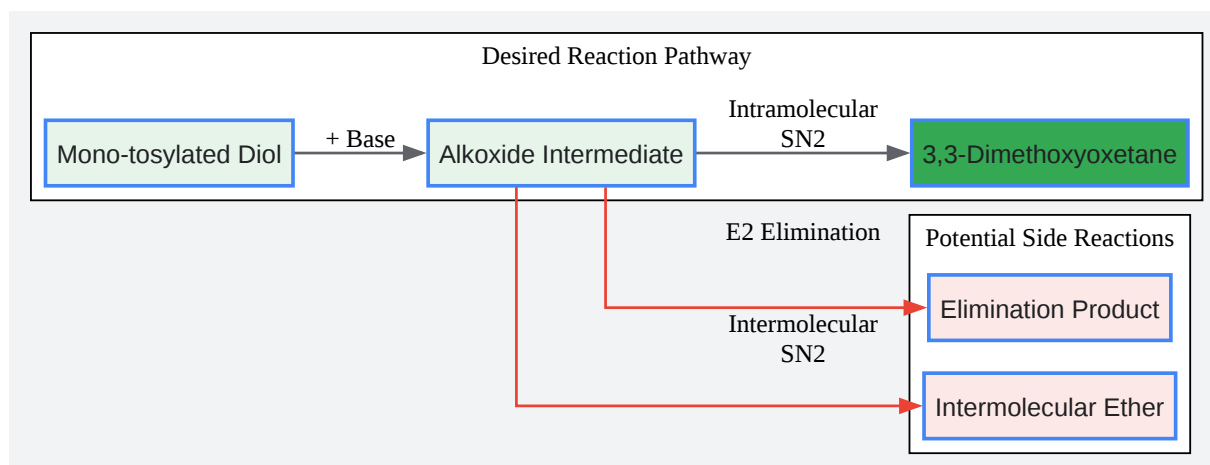 Desired Reaction Pathway
Mono-tosylated Diol
+ Base
Alkoxide Intermediate
Intramolecular
SN2
3,3-Dimethoxyoxetane
E2 Elimination
Potential Side Reactions
Elimination Product
Intermolecular
SN2
Intermolecular Ether